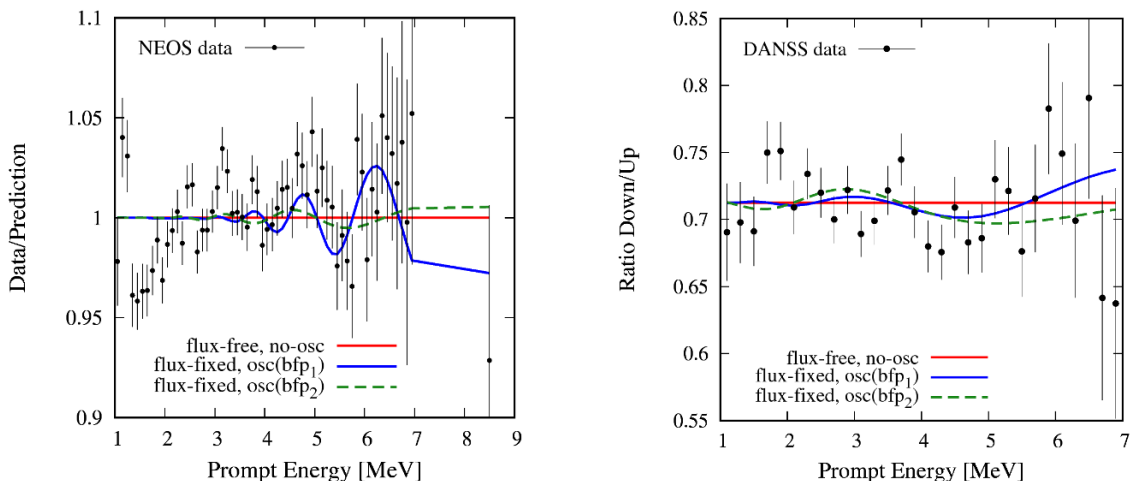 1.1
1.05
1
0.95
0.9
Data/Prediction
NEOS data
flux-free, no-osc
flux-fixed, osc(bfp1)
flux-fixed, osc(bfp2)
1 2 3 4 5 6 7 8 9
Prompt Energy [MeV]
0.85
0.8
0.75
0.7
0.65
0.6
0.55
Ratio Down/Up
DANSS data
flux-free, no-osc
flux-fixed, osc(bfp1)
flux-fixed, osc(bfp2)
1 2 3 4 5 6 7
Prompt Energy [MeV]